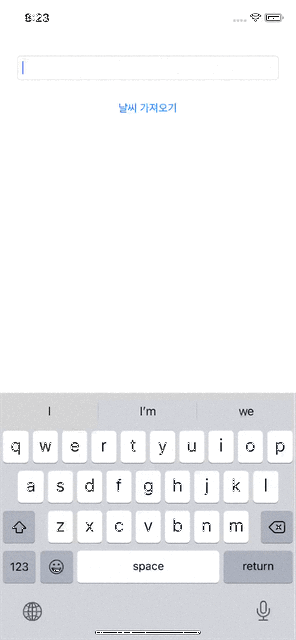 8:23
날씨 가져오기
I I'm we
q w e r t y u i o p
a s d f g h j k l
z x c v b n m
123 space return